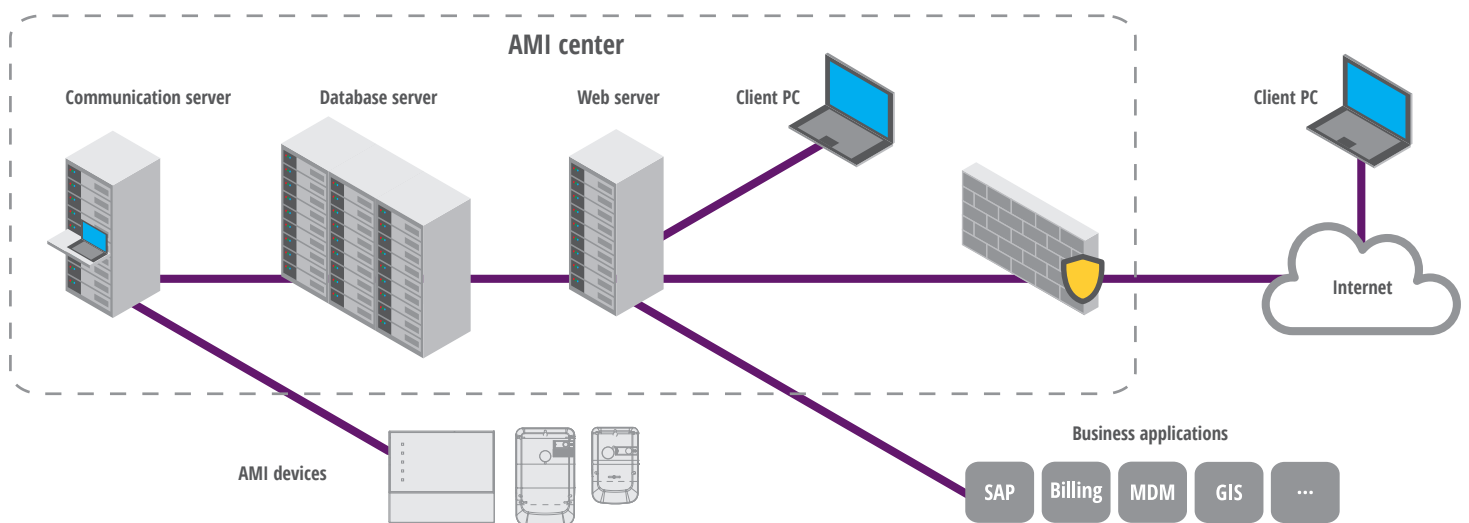 AMI center
Communication server
Database server
Web server
Client PC
Client PC
Internet
AMI devices
Business applications
SAP
Billing
MDM
GIS
...